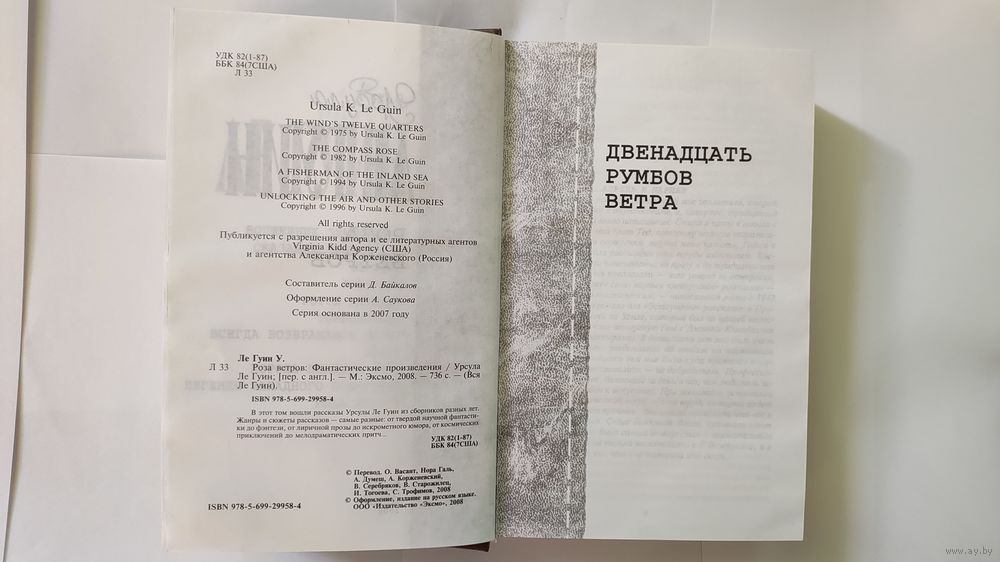 УДК 82(1-87)
ББК 84(7США)
Л 33
Ursula K. Le Guin
THE WIND'S TWELVE QUARTERS
Copyright © 1975 by Ursula K. Le Guin
THE COMPASS ROSE
Copyright © 1982 by Ursula K. Le Guin
A FISHERMAN OF THE INLAND SEA
Copyright © 1994 by Ursula K. Le Guin
UNLOCKING THE AIR AND OTHER STORIES
Copyright © 1996 by Ursula K. Le Guin
All rights reserved
Публикуется с разрешения автора и ее литературных агентов
Virginia Kidd Agency (США)
и агентства Александра Корженевского (Россия)
Составитель серии Д. Байкалов
Оформление серии А. Саукова
Серия основана в 2007 году
Ле Гуин У.
Л 33 Роза ветров: Фантастические произведения / Урсула
Ле Гуин; [пер. с англ.]. — М.: Эксмо, 2008. — 736 с. — (Вся
Ле Гуин).
ISBN 978-5-699-29958-4
В этот том вошли рассказы Урсулы Ле Гуин из сборников разных лет.
Жанры и сюжеты рассказов — самые разные: от твердой научной фантасти-
ки до фэнтези, от лиричной прозы до искрометного юмора, от космических
приключений до мелодраматических притч...
УДК 82(1-87)
ББК 84(7США)
© Перевод. О. Васант, Нора Галь,
А. Думеш, А. Корженевский,
В. Серебряков, В. Старожилец,
И. Тогоева, С. Трофимов, 2008
© Оформление, издание на русском языке.
ООО «Издательство «Эксмо», 2008
ISBN 978-5-699-29958-4
ДВЕНАДЦАТЬ
РУМБОВ
ВЕТРА
www.ay.by